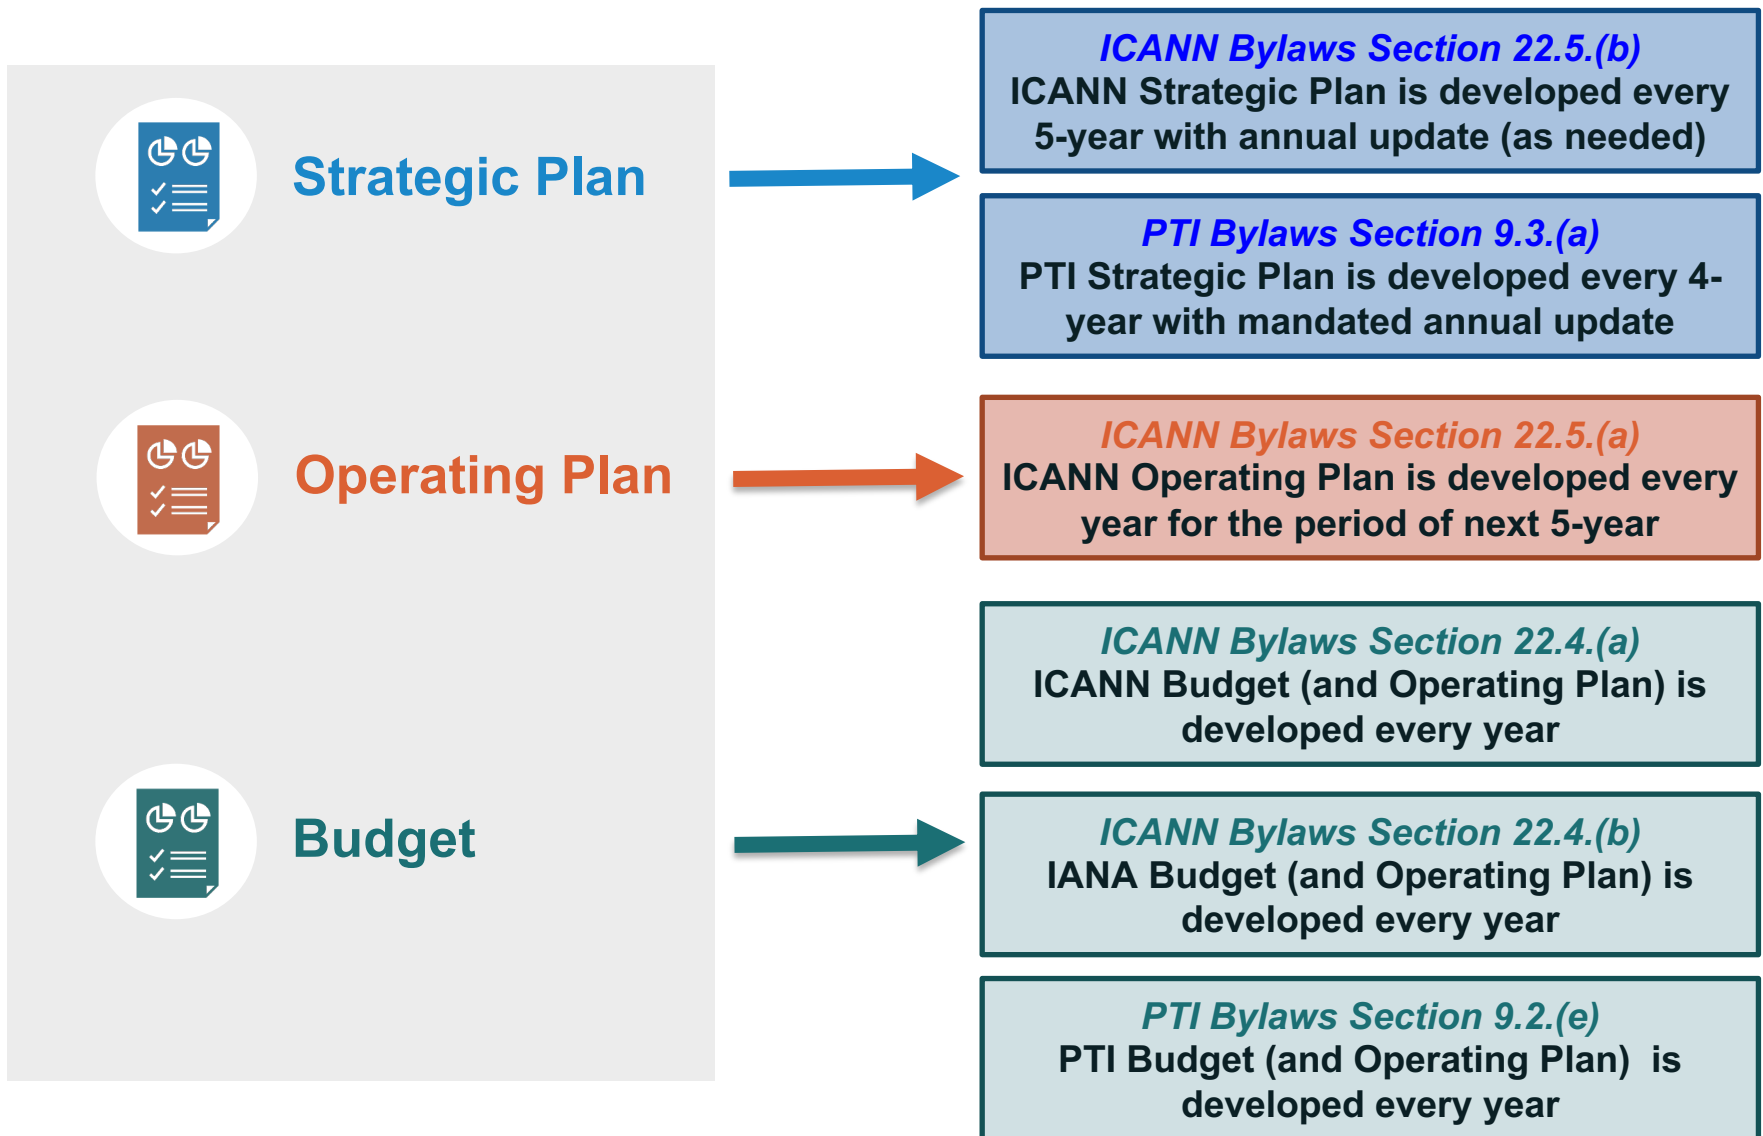 Strategic Plan
ICANN Bylaws Section 22.5.(b)
ICANN Strategic Plan is developed every
5-year with annual update (as needed)
PTI Bylaws Section 9.3.(a)
PTI Strategic Plan is developed every 4-
year with mandated annual update
Operating Plan
ICANN Bylaws Section 22.5.(a)
ICANN Operating Plan is developed every
year for the period of next 5-year
Budget
ICANN Bylaws Section 22.4.(a)
ICANN Budget (and Operating Plan) is
developed every year
ICANN Bylaws Section 22.4.(b)
IANA Budget (and Operating Plan) is
developed every year
PTI Bylaws Section 9.2.(e)
PTI Budget (and Operating Plan)  is
developed every year